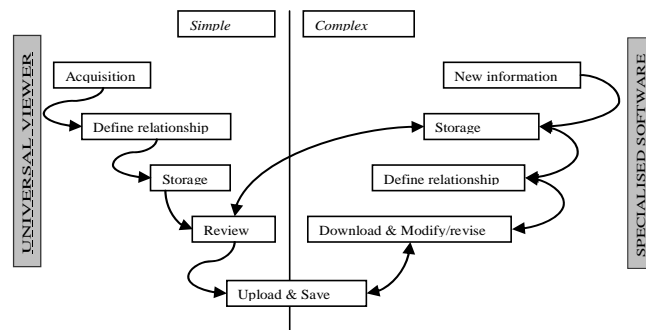 Simple
Complex
UNIVERSAL VIEWER
Acquisition
Define relationship
Storage
Review
Upload & Save
New information
Storage
Define relationship
Download & Modify/revise
SPECIALISED SOFTWARE